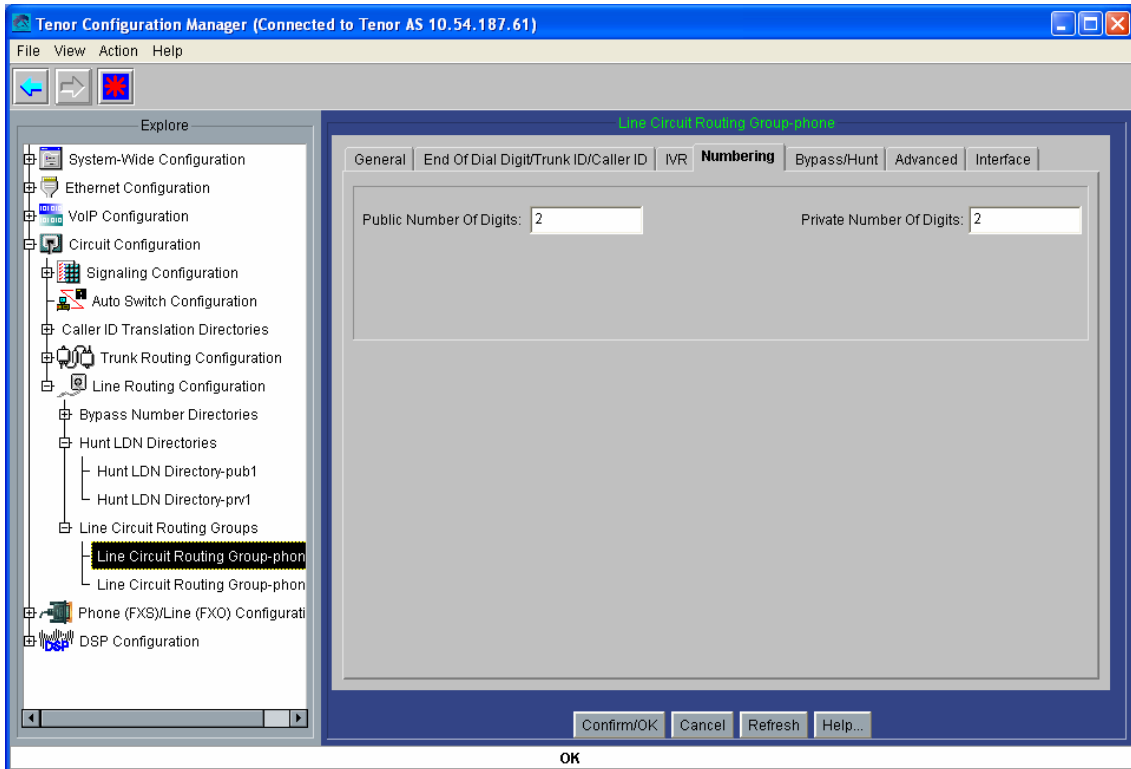 Tenor Configuration Manager (Connected to Tenor AS 10.54.187.61)
File View Action Help
Explore
System-Wide Configuration
Ethernet Configuration
VoIP Configuration
Circuit Configuration
Signaling Configuration
Auto Switch Configuration
Caller ID Translation Directories
Trunk Routing Configuration
Line Routing Configuration
Bypass Number Directories
Hunt LDN Directories
Hunt LDN Directory-pub1
Hunt LDN Directory-prv1
Line Circuit Routing Groups
Line Circuit Routing Group-phon
Line Circuit Routing Group-phon
Phone (FXS)/Line (FXO) Configurati
DSP Configuration
Line Circuit Routing Group-phone
General End Of Dial Digit/Trunk ID/Caller ID IVR Numbering Bypass/Hunt Advanced Interface
Public Number Of Digits: 2 Private Number Of Digits: 2
Confirm/OK Cancel Refresh Help...
OK